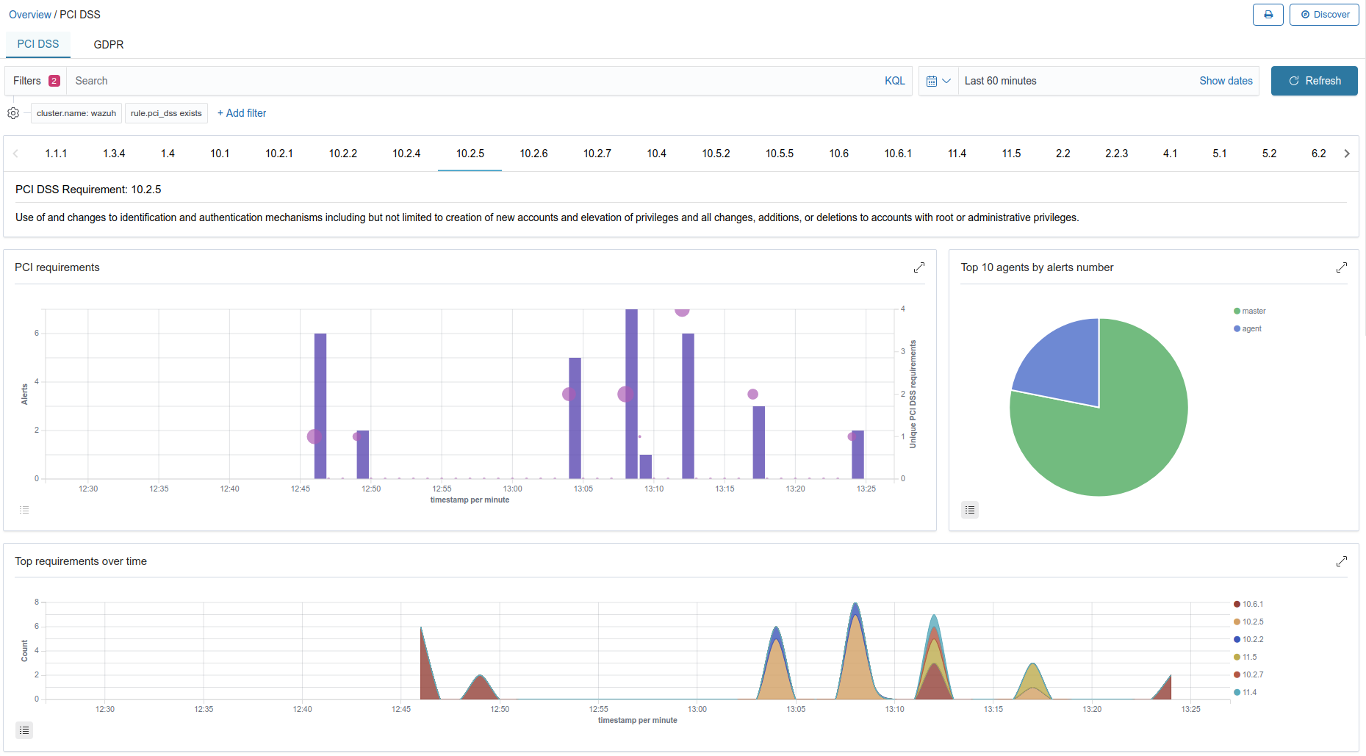 Overview / PCI DSS
Discover
PCI DSS GDPR
Filters 2 Search KQL Last 60 minutes Show dates Refresh
cluster.name: wazuh rule.pci_dss exists + Add filter
1.1.1 1.3.4 1.4 10.1 10.2.1 10.2.2 10.2.4 10.2.5 10.2.6 10.2.7 10.4 10.5.2 10.5.5 10.6 10.6.1 11.4 11.5 2.2 2.2.3 4.1 5.1 5.2 6.2
PCI DSS Requirement: 10.2.5
Use of and changes to identification and authentication mechanisms including but not limited to creation of new accounts and elevation of privileges and all changes, additions, or deletions to accounts with root or administrative privileges.
PCI requirements
6
4
2
0
Alerts
4
3
2
1
0
Unique PCI DSS requirements
12:30 12:35 12:40 12:45 12:50 12:55 13:00 13:05 13:10 13:15 13:20 13:25
timestamp per minute
Top 10 agents by alerts number
master
agent
Top requirements over time
8
6
4
2
0
Count
12:30 12:35 12:40 12:45 12:50 12:55 13:00 13:05 13:10 13:15 13:20 13:25
timestamp per minute
10.6.1
10.2.5
10.2.2
11.5
10.2.7
11.4